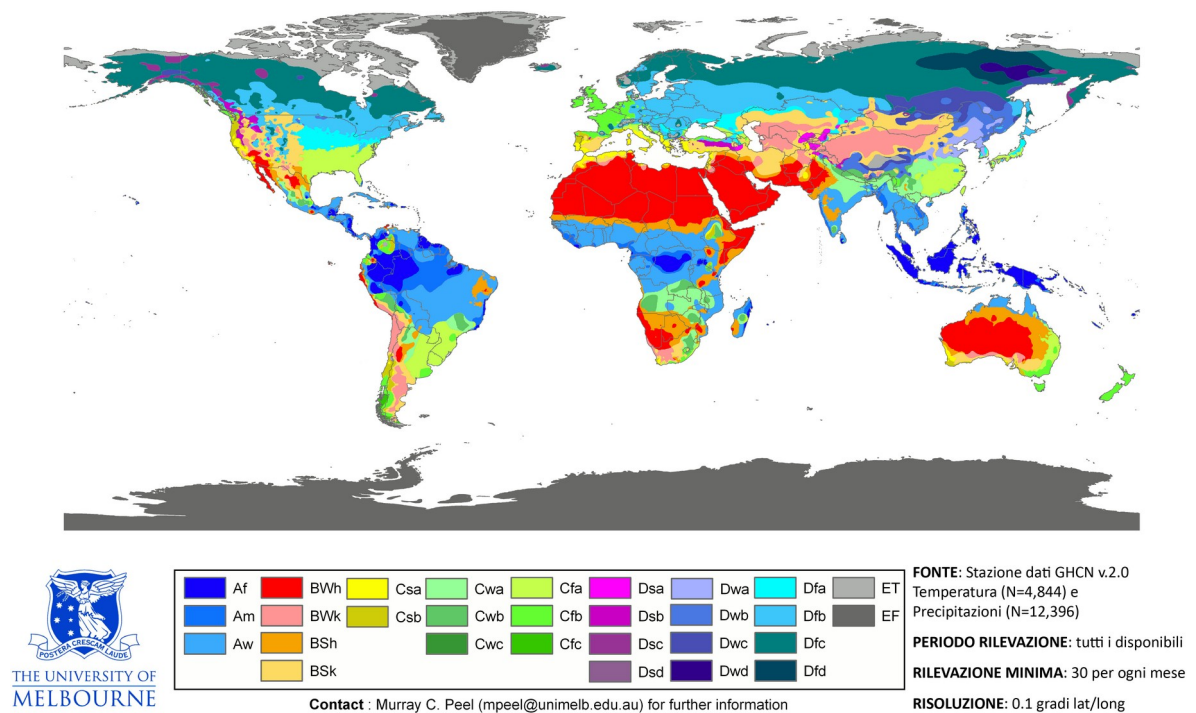 POSTERA CRESCAM LAUDE
THE UNIVERSITY OF
MELBOURNE
Af
Am
Aw
BWh
BWk
BSh
BSk
Csa
Csb
Cwa
Cwb
Cwc
Cfa
Cfb
Cfc
Dsa
Dsb
Dsc
Dsd
Dwa
Dwb
Dwc
Dwd
Dfa
Dfb
Dfc
Dfd
ET
EF
Contact : Murray C. Peel (mpeel@unimelb.edu.au) for further information
FONTE: Stazione dati GHCN v.2.0
Temperatura (N=4,844) e
Precipitazioni (N=12,396)
PERIODO RILEVAZIONE: tutti i disponibili
RILEVAZIONE MINIMA: 30 per ogni mese
RISOLUZIONE: 0.1 gradi lat/long